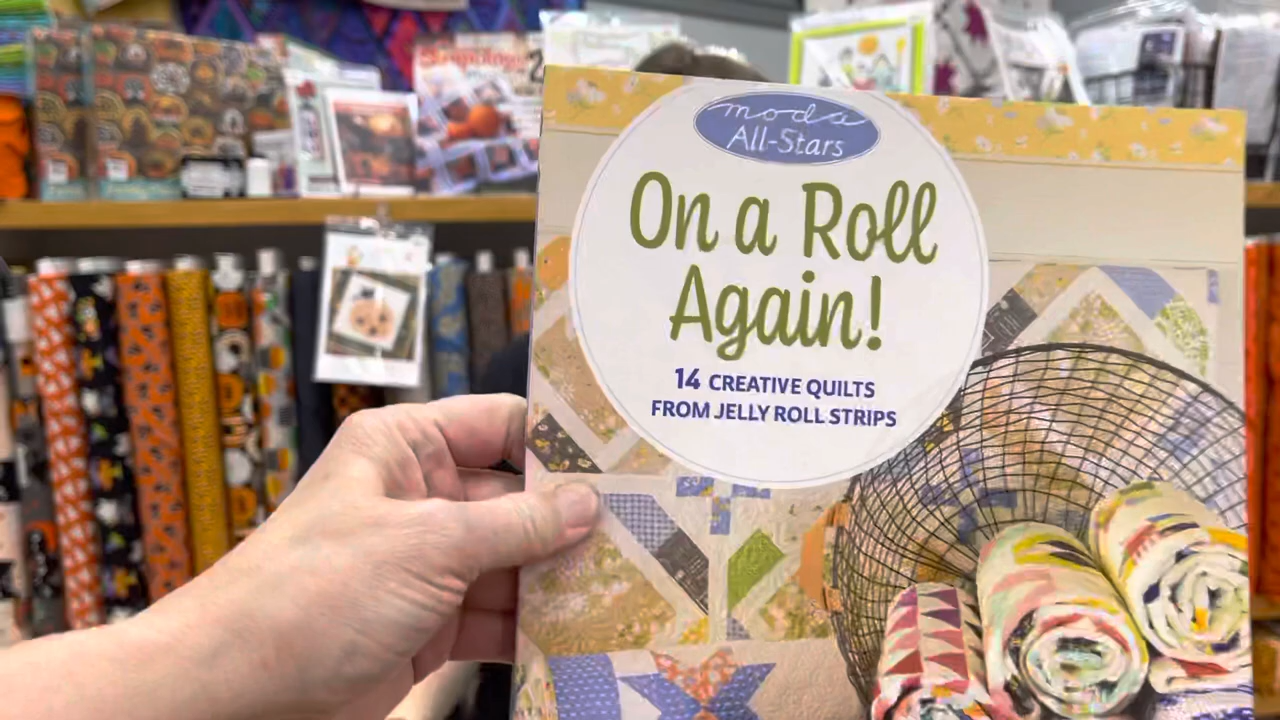 moda
All-Stars
On a Roll
Again!
14 CREATIVE QUILTS
FROM JELLY ROLL STRIPS